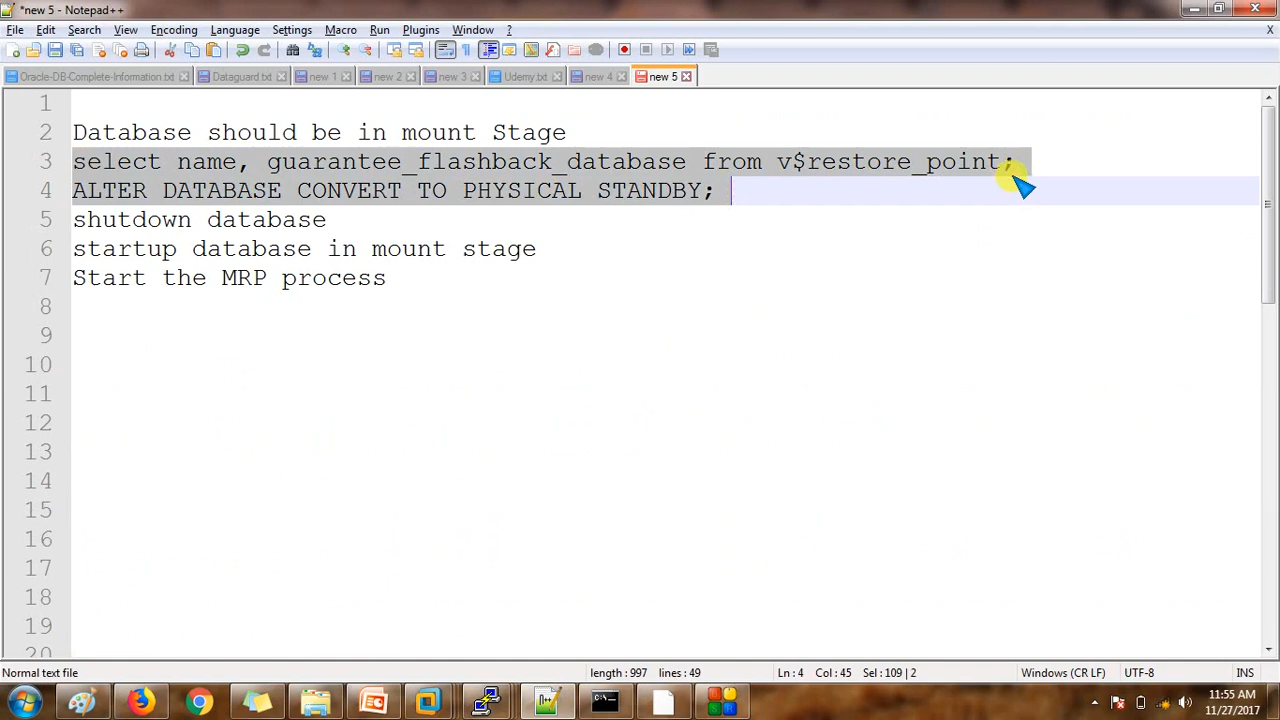 *new 5 - Notepad++
File Edit Search View Encoding Language Settings Macro Run Plugins Window ? X
Oracle-DB-Complete-Information.txt Dataguard.txt new 1 new 2 new 3 Udemy.txt new 4 new 5
1
2 Database should be in mount Stage
3 select name, guarantee_flashback_database from v$restore_point;
4 ALTER DATABASE CONVERT TO PHYSICAL STANDBY;
5 shutdown database
6 startup database in mount stage
7 Start the MRP process
8
9
10
11
12
13
14
15
16
17
18
19
20
Normal text file length : 997 lines : 49 Ln : 4 Col : 45 Sel : 109 | 2 Windows (CR LF) UTF-8 INS
11:55 AM
11/27/2017